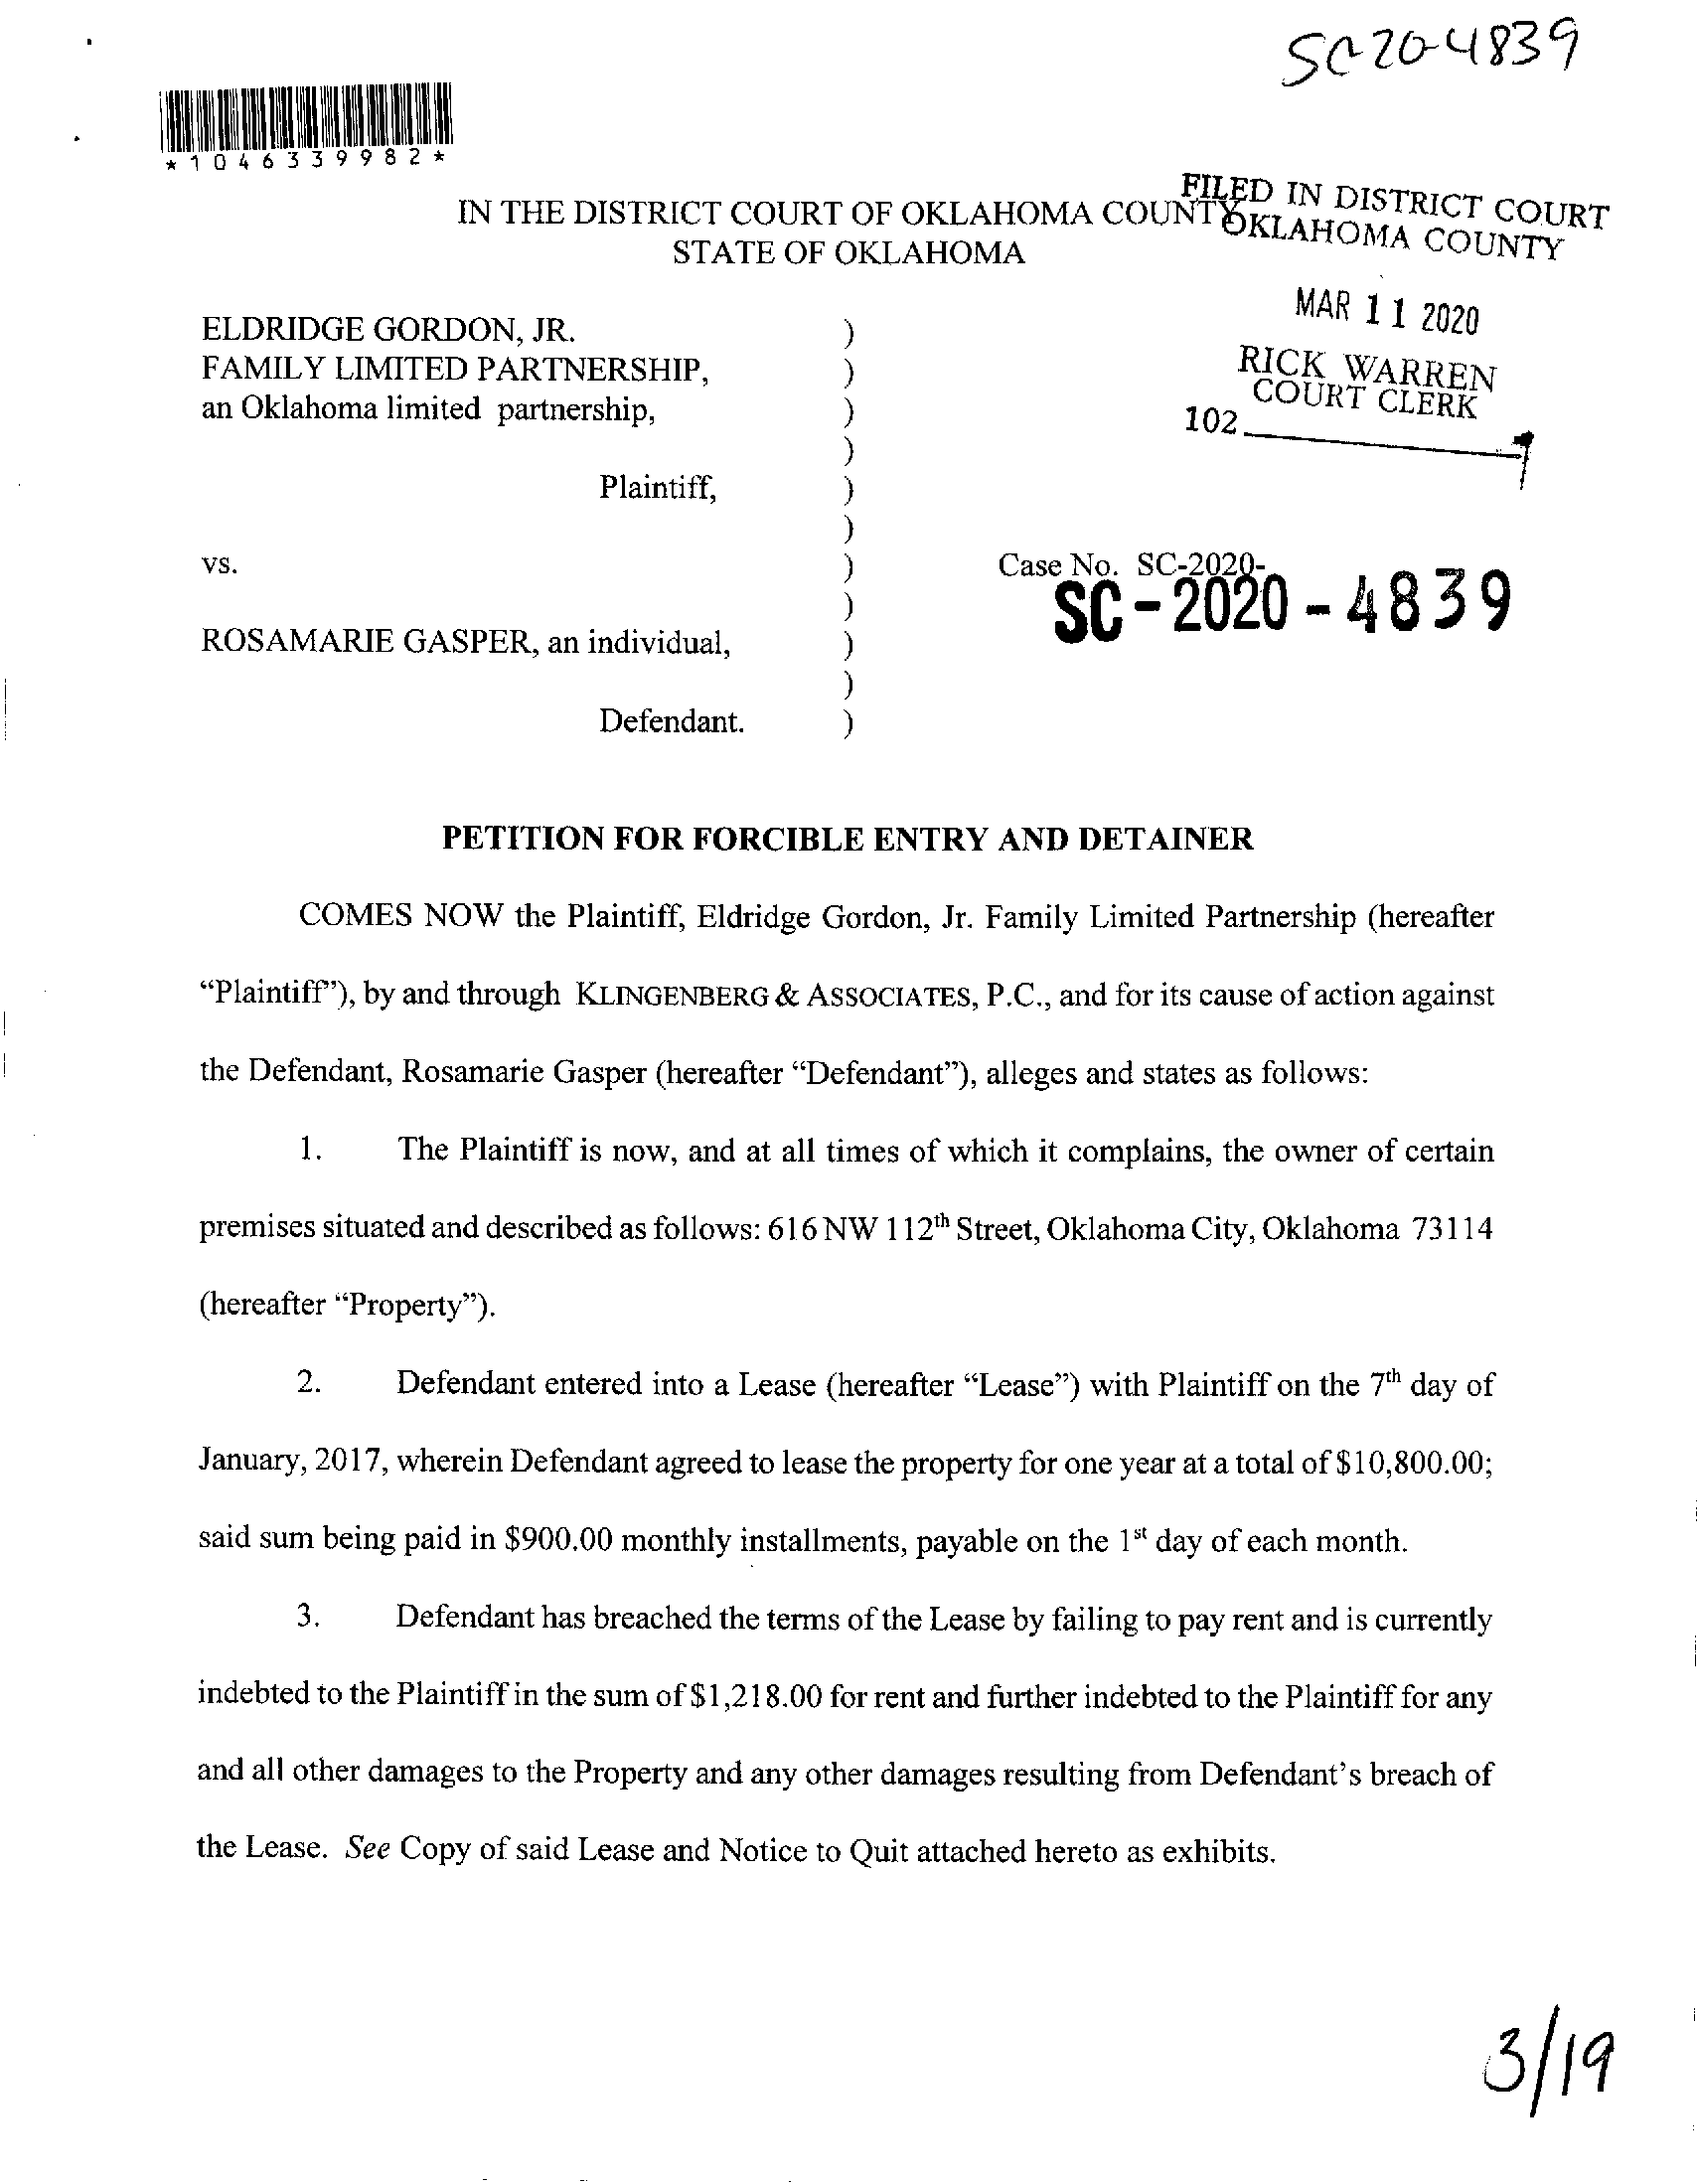 SC-20-4839
*1046339982*
FILED IN DISTRICT COURT
OKLAHOMA COUNTY
IN THE DISTRICT COURT OF OKLAHOMA COUNTY
STATE OF OKLAHOMA
MAR 11 2020
RICK WARREN
COURT CLERK
102
ELDRIDGE GORDON, JR. )
FAMILY LIMITED PARTNERSHIP, )
an Oklahoma limited partnership, )
)
Plaintiff, )
)
vs. ) Case No. SC-2020-
SC-2020-4839
)
ROSAMARIE GASPER, an individual, )
)
Defendant. )
PETITION FOR FORCIBLE ENTRY AND DETAINER
COMES NOW the Plaintiff, Eldridge Gordon, Jr. Family Limited Partnership (hereafter
“Plaintiff”), by and through KLINGENBERG & ASSOCIATES, P.C., and for its cause of action against
the Defendant, Rosamarie Gasper (hereafter “Defendant”), alleges and states as follows:
1. The Plaintiff is now, and at all times of which it complains, the owner of certain
premises situated and described as follows: 616 NW 112th Street, Oklahoma City, Oklahoma 73114
(hereafter “Property”).
2. Defendant entered into a Lease (hereafter “Lease”) with Plaintiff on the 7th day of
January, 2017, wherein Defendant agreed to lease the property for one year at a total of $10,800.00;
said sum being paid in $900.00 monthly installments, payable on the 1st day of each month.
3. Defendant has breached the terms of the Lease by failing to pay rent and is currently
indebted to the Plaintiff in the sum of $1,218.00 for rent and further indebted to the Plaintiff for any
and all other damages to the Property and any other damages resulting from Defendant’s breach of
the Lease. See Copy of said Lease and Notice to Quit attached hereto as exhibits.
3/19